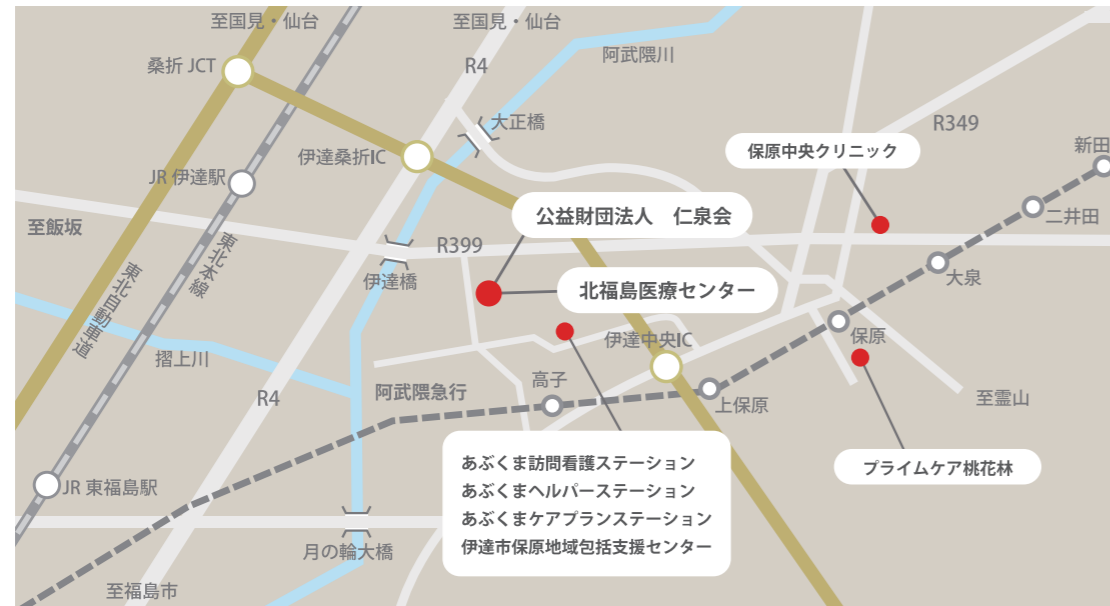 至国見・仙台
至国見・仙台
阿武隈川
桑折 JCT
R4
大正橋
R349
保原中央クリニック
新田
伊達桑折IC
JR 伊達駅
公益財団法人　仁泉会
二井田
至飯坂
東北本線
R399
東北自動車道
伊達橋
大泉
北福島医療センター
伊達中央IC
保原
摺上川
高子
阿武隈急行
R4
上保原
至霊山
あぶくま訪問看護ステーション
あぶくまヘルパーステーション
あぶくまケアプランステーション
伊達市保原地域包括支援センター
プライムケア桃花林
JR 東福島駅
月の輪大橋
至福島市